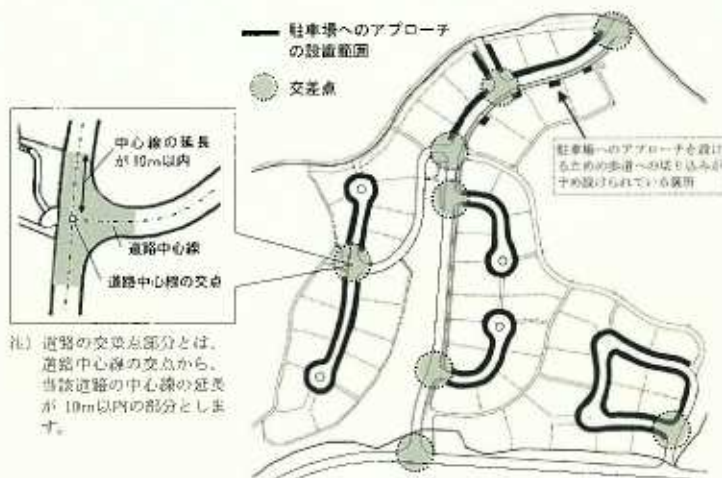 駐車場へのアプローチ
の設置範囲
交差点
中心線の延長
が10m以内
道路中心線
道路中心線の交点
駐車場へのアプローチを設け
るための歩道への切り込みが
予め設けられている箇所
注) 道路の交差点部分とは、
道路中心線の交点から、
当該道路の中心線の延長
が10m以内の部分としま
す。